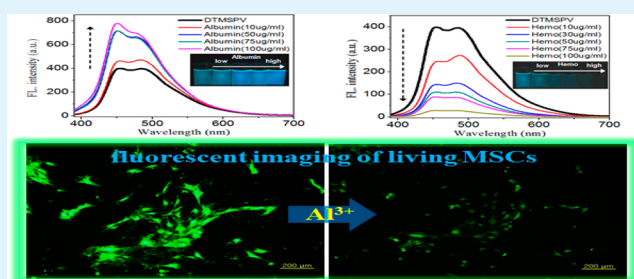 FL. intensity (a.u.)
800
600
400
200
0
DTMSPV
Albumin(10ug/ml)
Albumin(50ug/ml)
Albumin(75ug/ml)
Albumin(100ug/ml)
Albumin
low
high
400
500
600
700
Wavelength (nm)
FL. intensity (a.u.)
400
300
200
100
0
DTMSPV
Hemo(10ug/ml)
Hemo(30ug/ml)
Hemo(50ug/ml)
Hemo(75ug/ml)
Hemo(100ug/ml)
low
Hemo
high
400
500
600
700
Wavelength (nm)
fluorescent imaging of living MSCs
Al³⁺
200 µm
200 µm